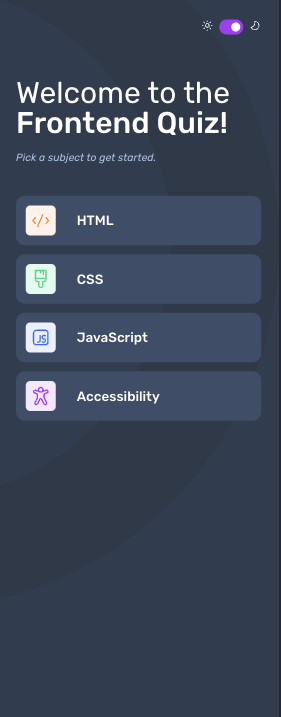 Welcome to the
Frontend Quiz!
Pick a subject to get started.
HTML
CSS
JS
JavaScript
Accessibility